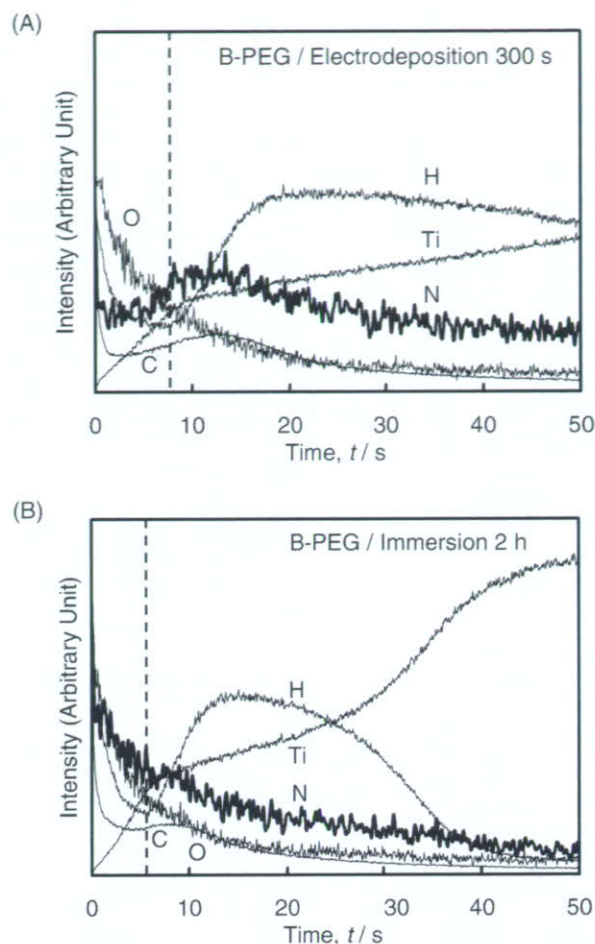 (A)
B-PEG / Electrodeposition 300 s
Intensity (Arbitrary Unit)
O
H
Ti
N
C
0 10 20 30 40 50
Time, t / s
(B)
B-PEG / Immersion 2 h
Intensity (Arbitrary Unit)
H
Ti
N
C
O
0 10 20 30 40 50
Time, t / s